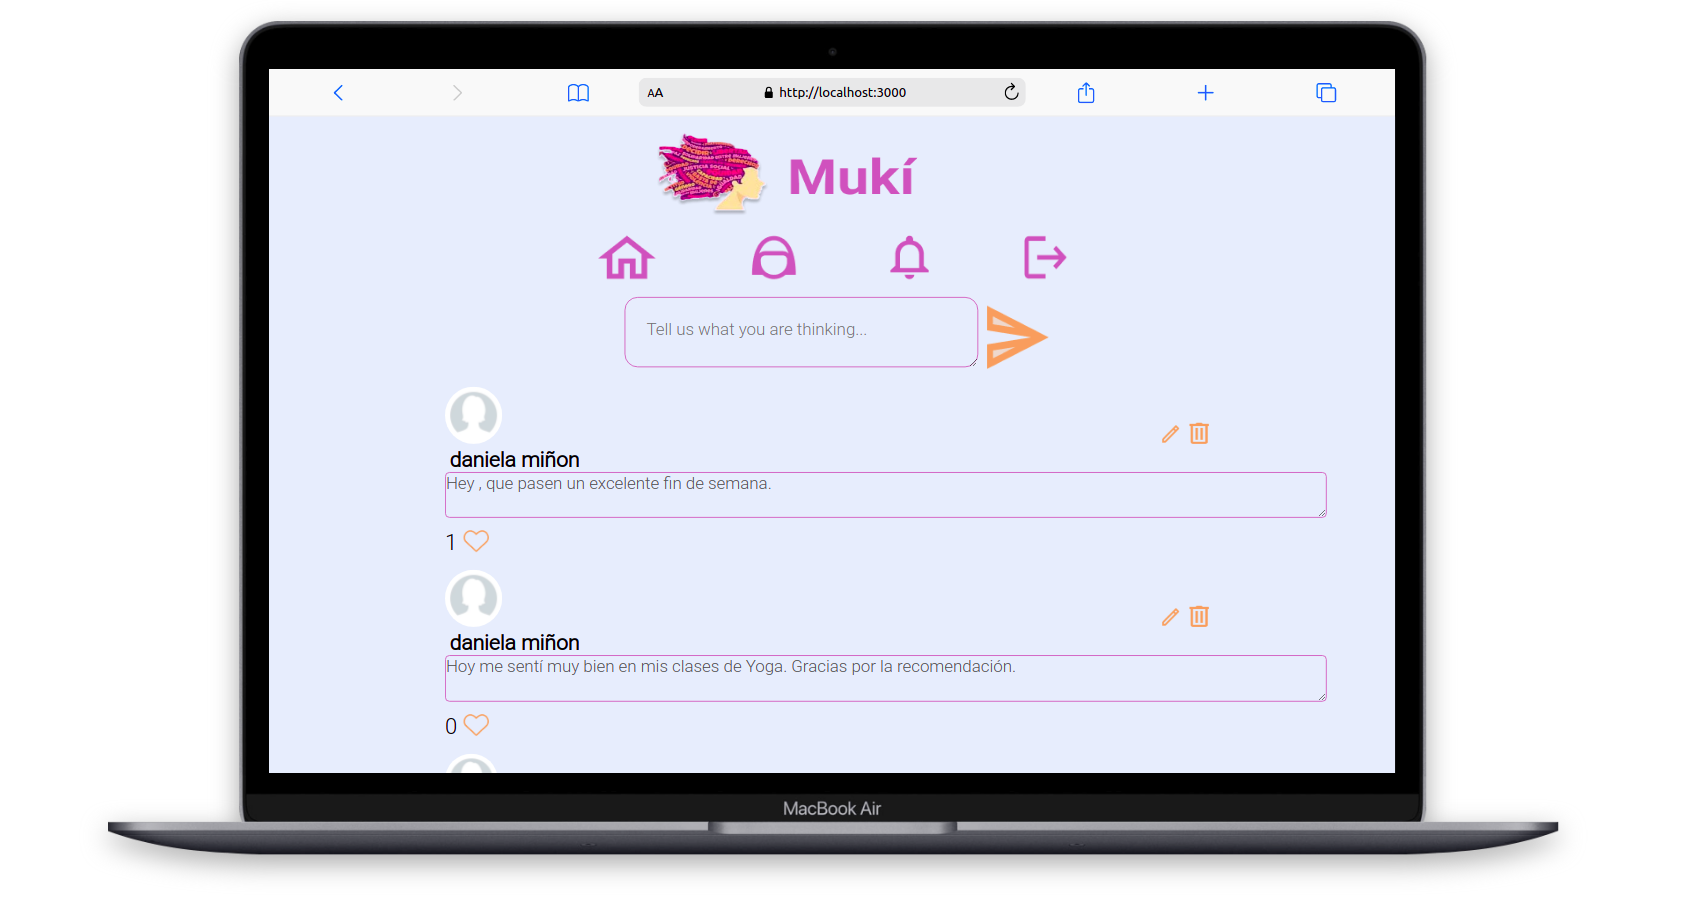 AA
http://localhost:3000
JUSTICIA SOCIAL
Mukí
Tell us what you are thinking...
daniela miñon
Hey , que pasen un excelente fin de semana.
1
daniela miñon
Hoy me sentí muy bien en mis clases de Yoga. Gracias por la recomendación.
0
MacBook Air